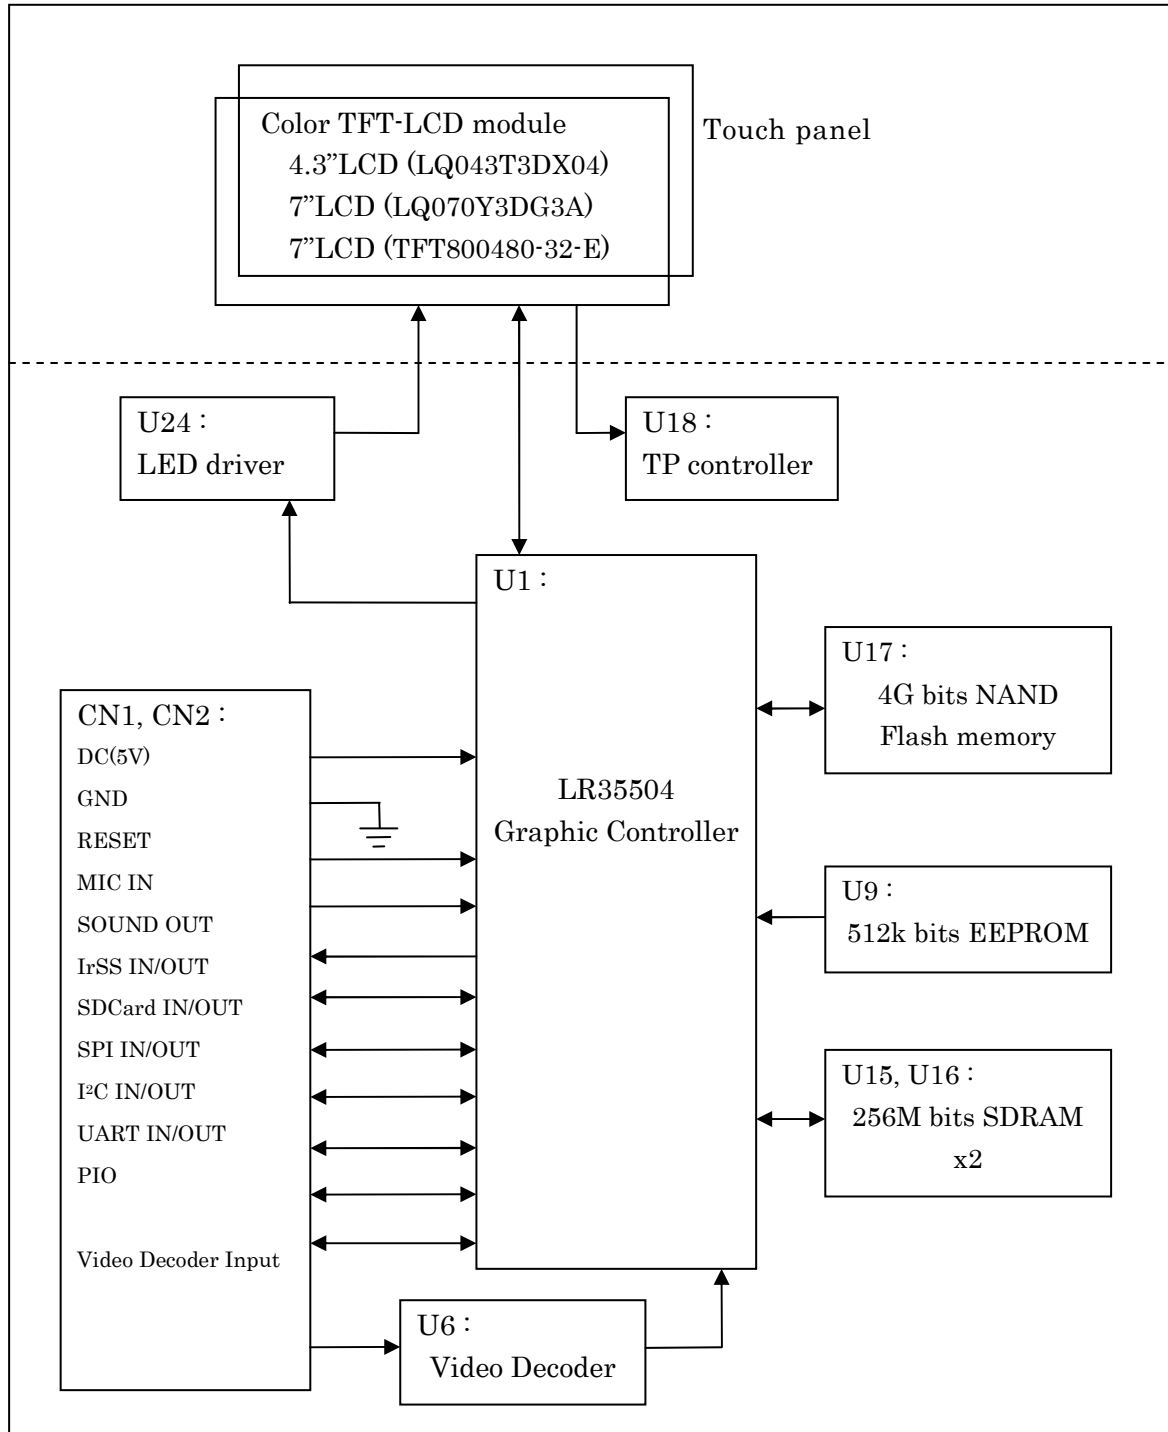 Color TFT-LCD module
4.3”LCD (LQ043T3DX04)
7”LCD (LQ070Y3DG3A)
7”LCD (TFT800480-32-E)
Touch panel
U24：
LED driver
U18：
TP controller
U1：
LR35504
Graphic Controller
U17：
4G bits NAND
Flash memory
CN1, CN2：
DC(5V)
GND
RESET
MIC IN
SOUND OUT
IrSS IN/OUT
SDCard IN/OUT
SPI IN/OUT
I²C IN/OUT
UART IN/OUT
PIO
Video Decoder Input
U9：
512k bits EEPROM
U15, U16：
256M bits SDRAM
x2
U6：
Video Decoder